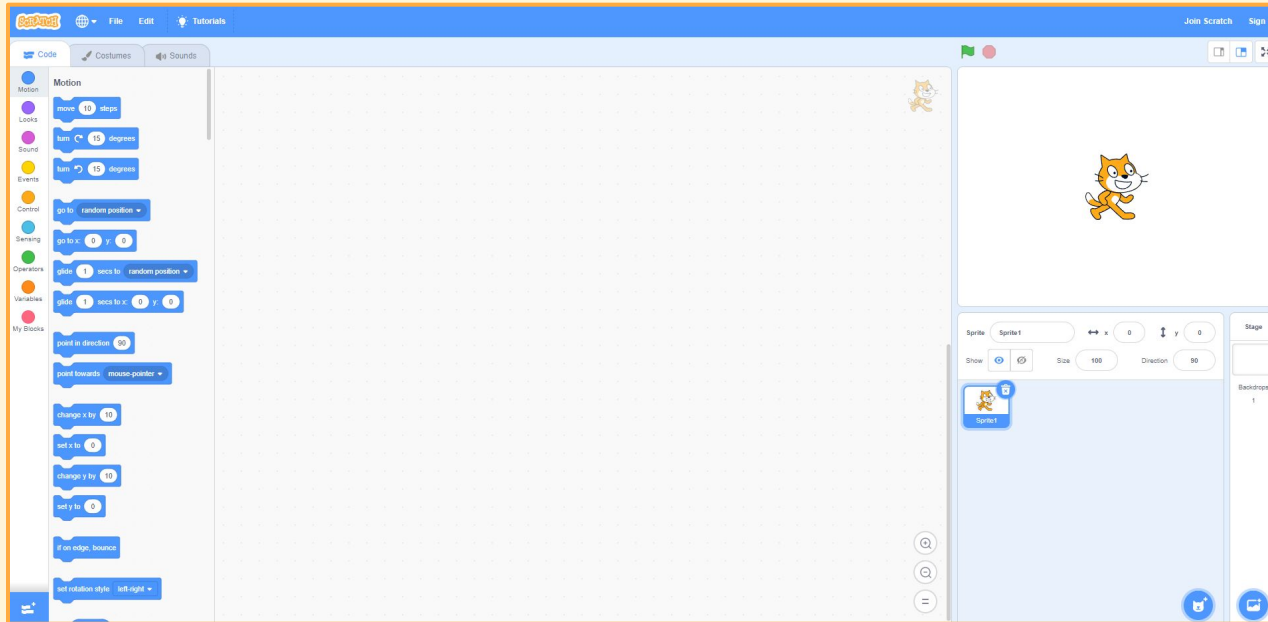 SCRATCH File Edit Tutorials Join Scratch Sign
Code Costumes Sounds
Motion
Looks
Sound
Events
Control
Sensing
Operators
Variables
My Blocks
Motion
move 10 steps
turn 15 degrees
turn 15 degrees
go to random position
go to x: 0 y: 0
glide 1 secs to random position
glide 1 secs to x: 0 y: 0
point in direction 90
point towards mouse-pointer
change x by 10
set x to 0
change y by 10
set y to 0
if on edge, bounce
set rotation style left-right
Sprite Sprite1 x 0 y 0
Show Size 100 Direction 90
Sprite1
Stage
Backdrops
1